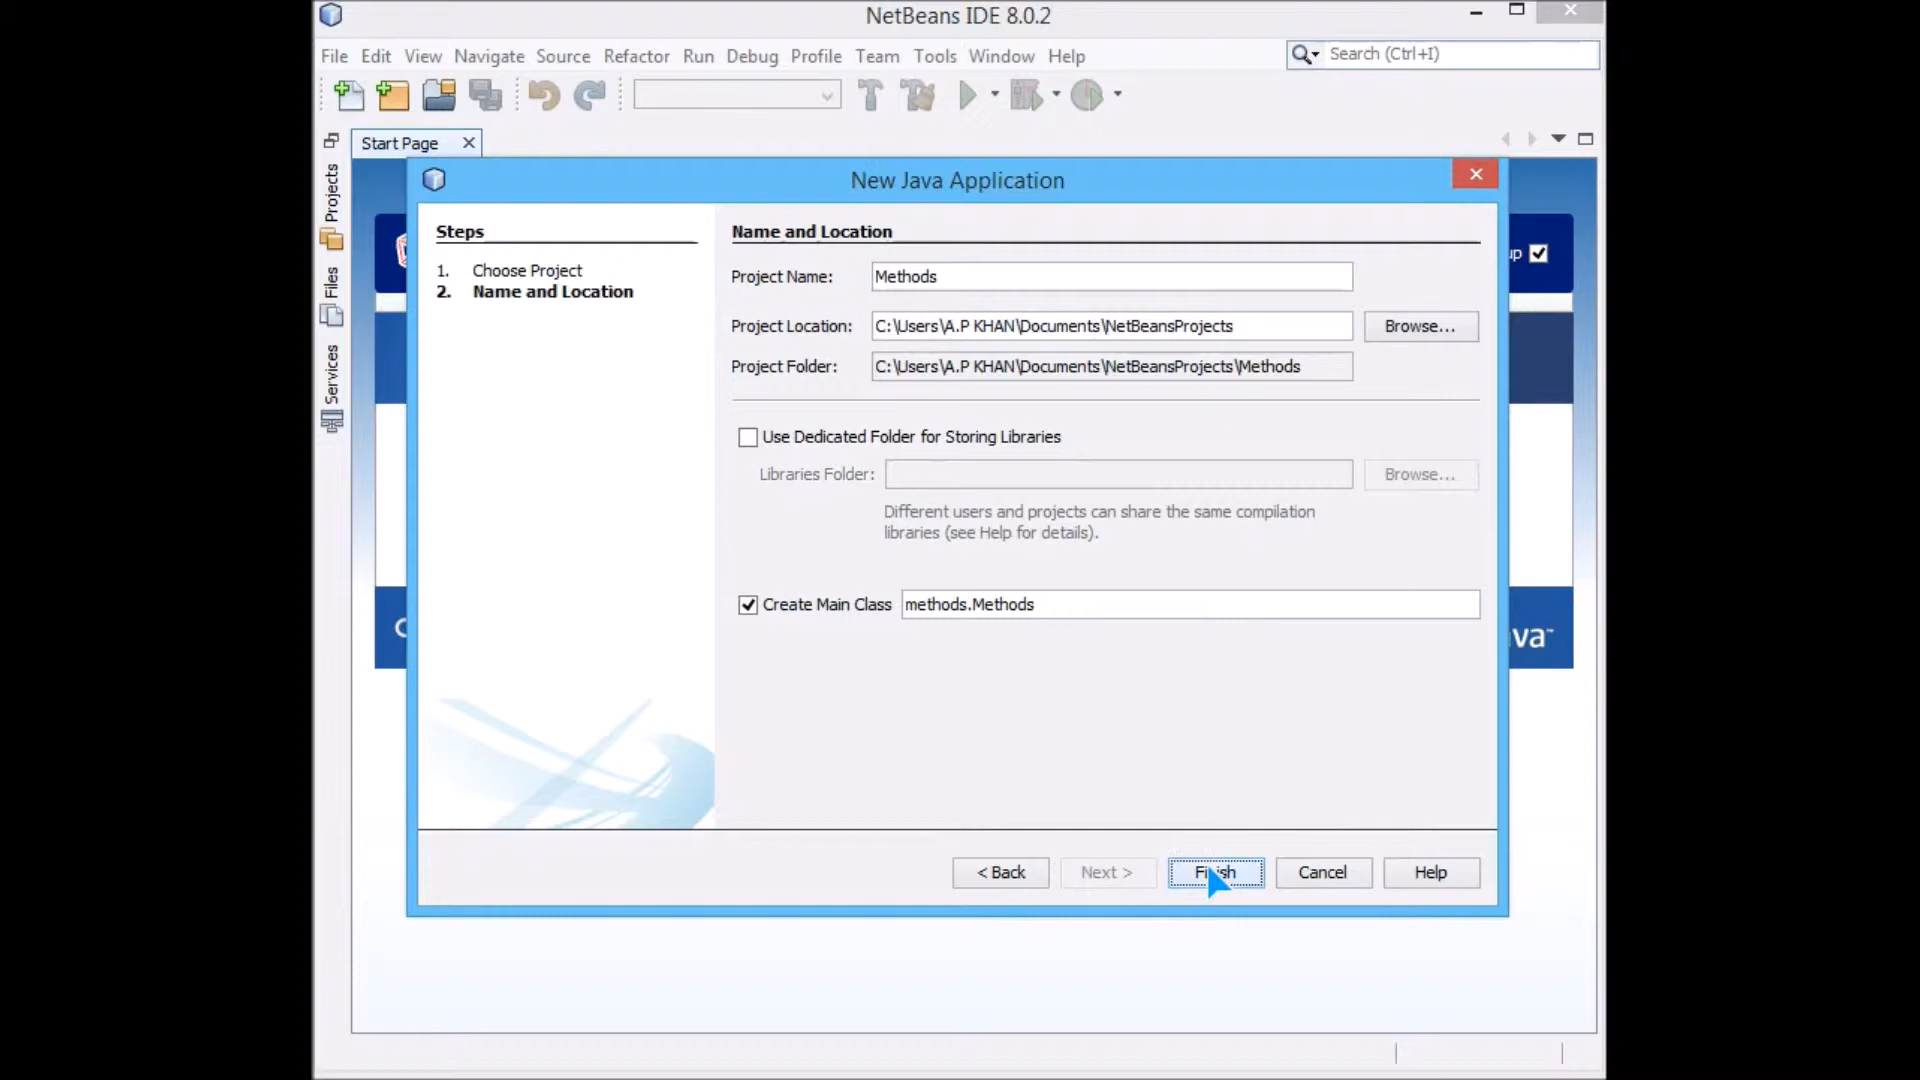 NetBeans IDE 8.0.2
File Edit View Navigate Source Refactor Run Debug Profile Team Tools Window Help
Search (Ctrl+I)
Start Page
Projects
Files
Services
New Java Application
Steps
1. Choose Project
2. Name and Location
Name and Location
Project Name: Methods
Project Location: C:\Users\A.P KHAN\Documents\NetBeansProjects Browse...
Project Folder: C:\Users\A.P KHAN\Documents\NetBeansProjects\Methods
Use Dedicated Folder for Storing Libraries
Libraries Folder: Browse...
Different users and projects can share the same compilation
libraries (see Help for details).
Create Main Class methods.Methods
< Back Next > Finish Cancel Help